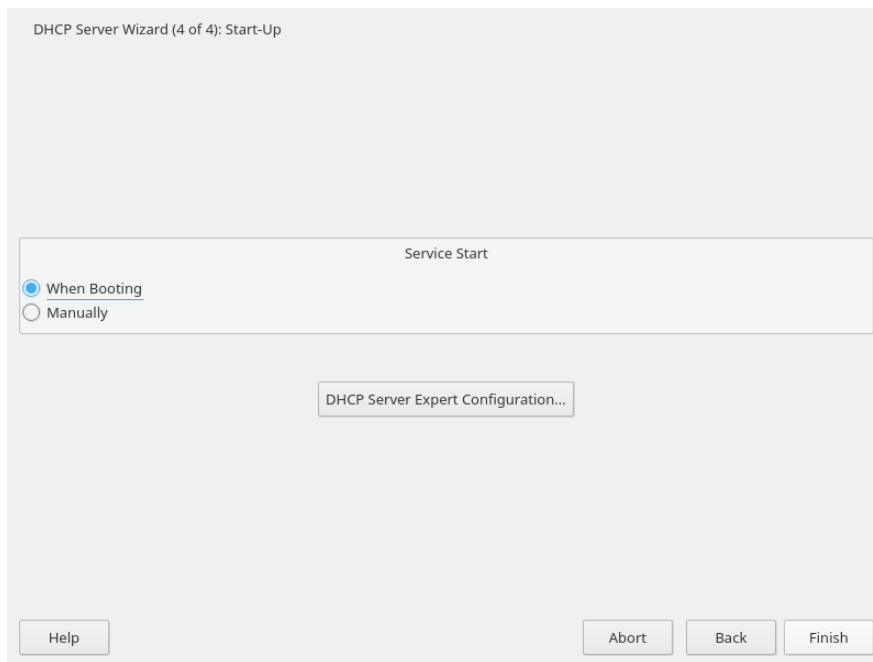 DHCP Server Wizard (4 of 4): Start-Up
Service Start
When Booting
Manually
DHCP Server Expert Configuration...
Help Abort Back Finish